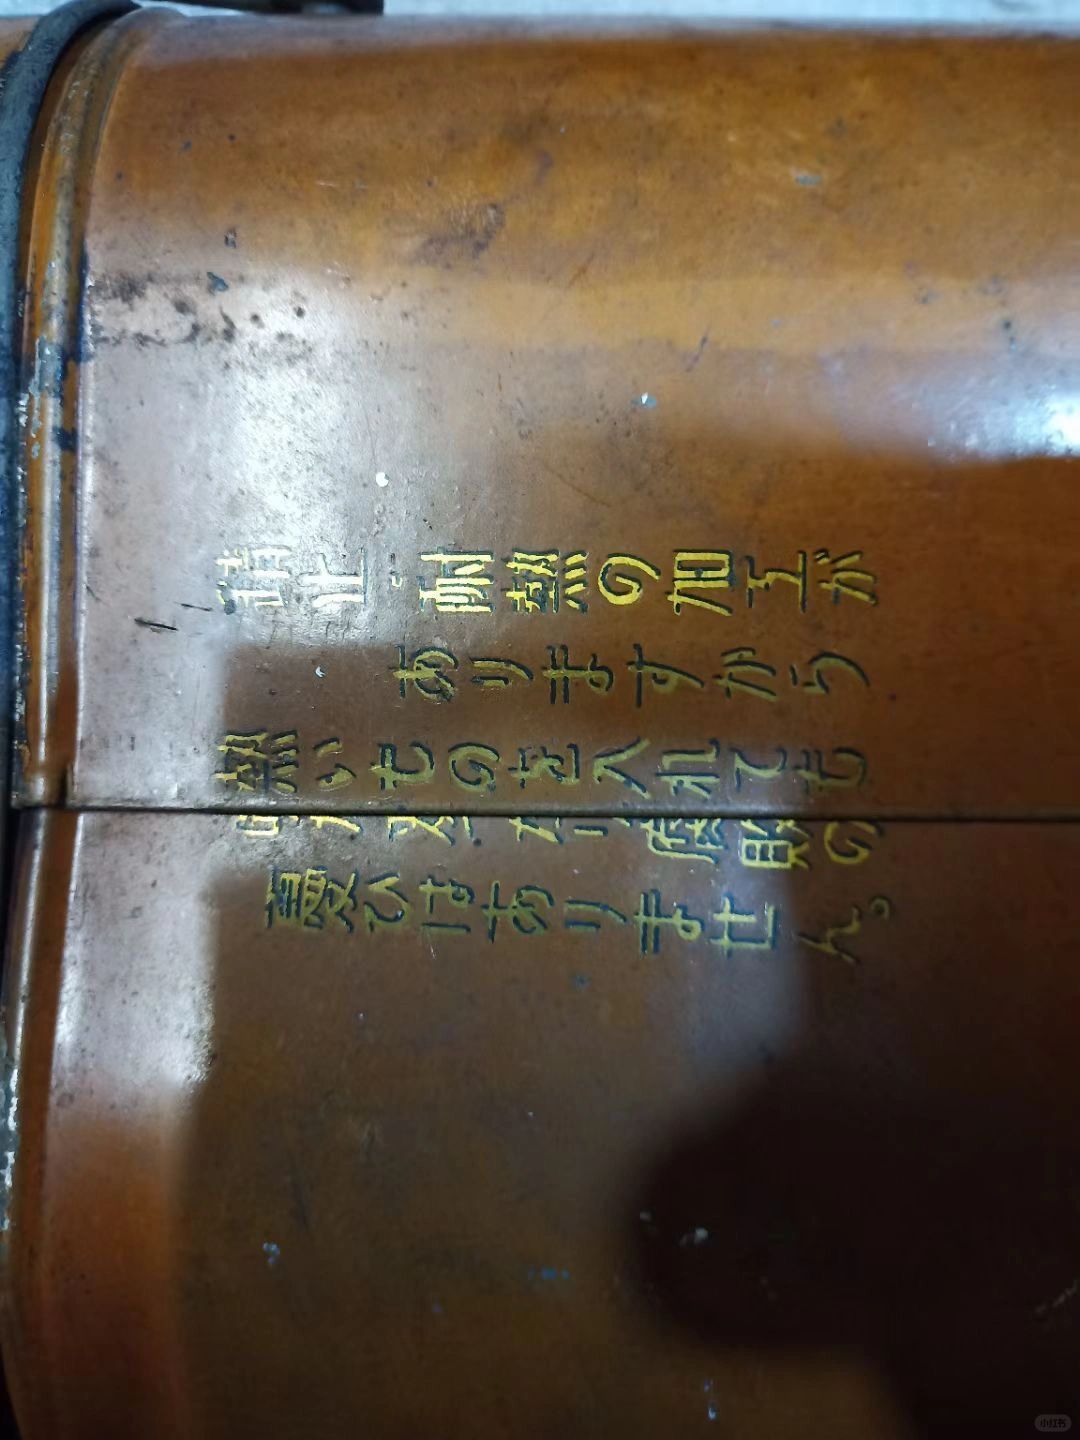 錆止、耐熱の加工が
ありますから
熱いものを入れても
腐敗の
憂ひはありません。